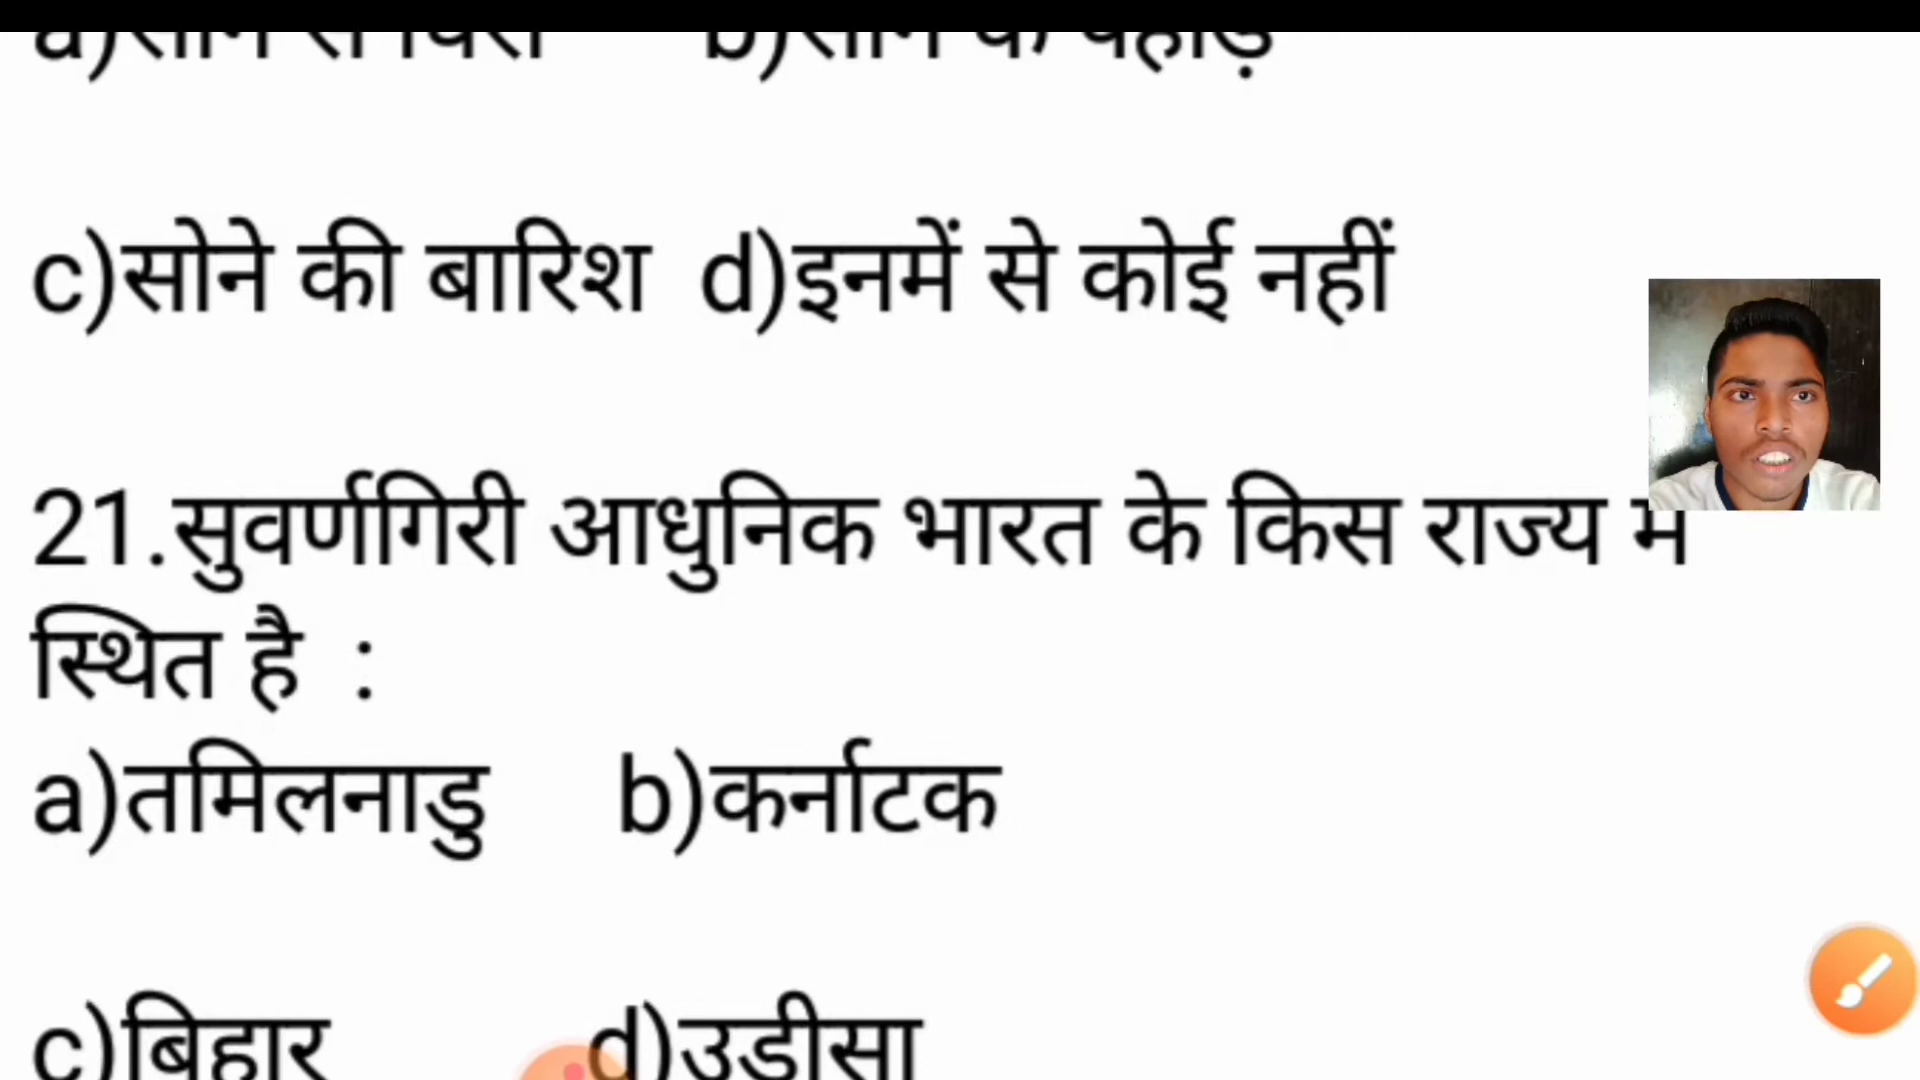 c)सोने की बारिश d)इनमें से कोई नहीं
21.सुवर्णगिरी आधुनिक भारत के किस राज्य में
स्थित है :
a)तमिलनाडु b)कर्नाटक
c)बिहार d)उडीसा